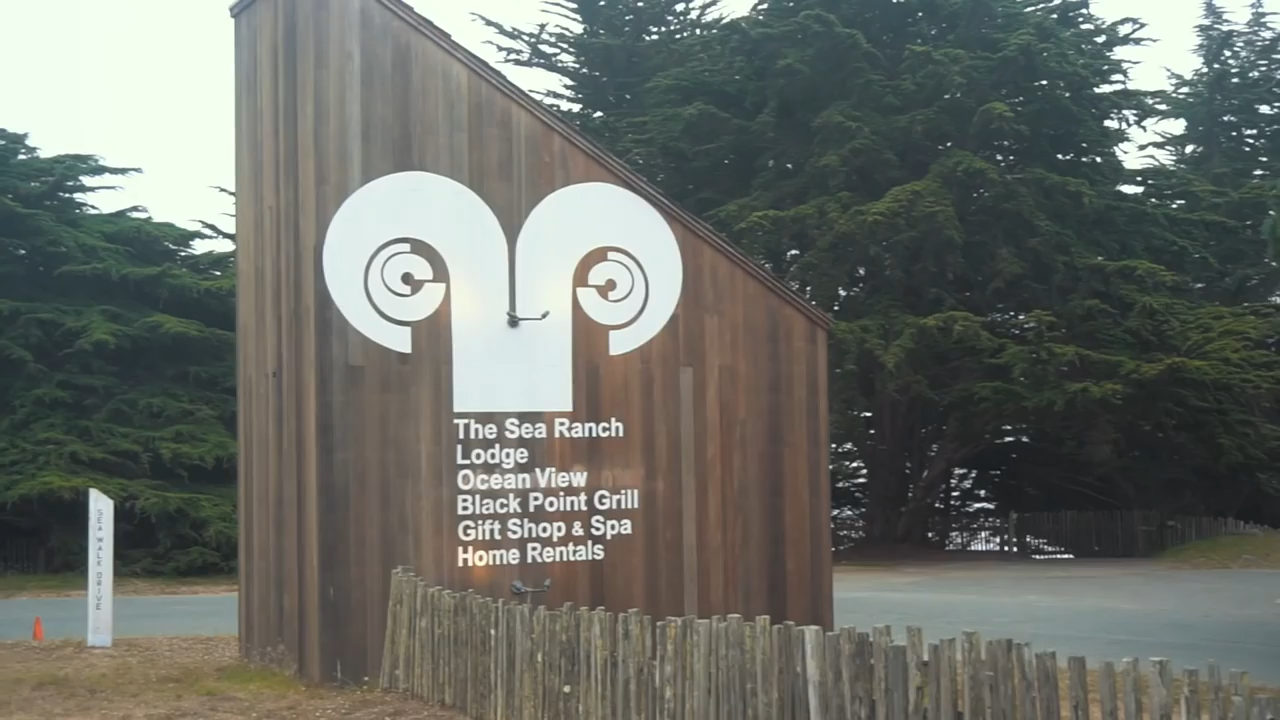 The Sea Ranch
Lodge
Ocean View
Black Point Grill
Gift Shop & Spa
Home Rentals
SEA WALK DRIVE